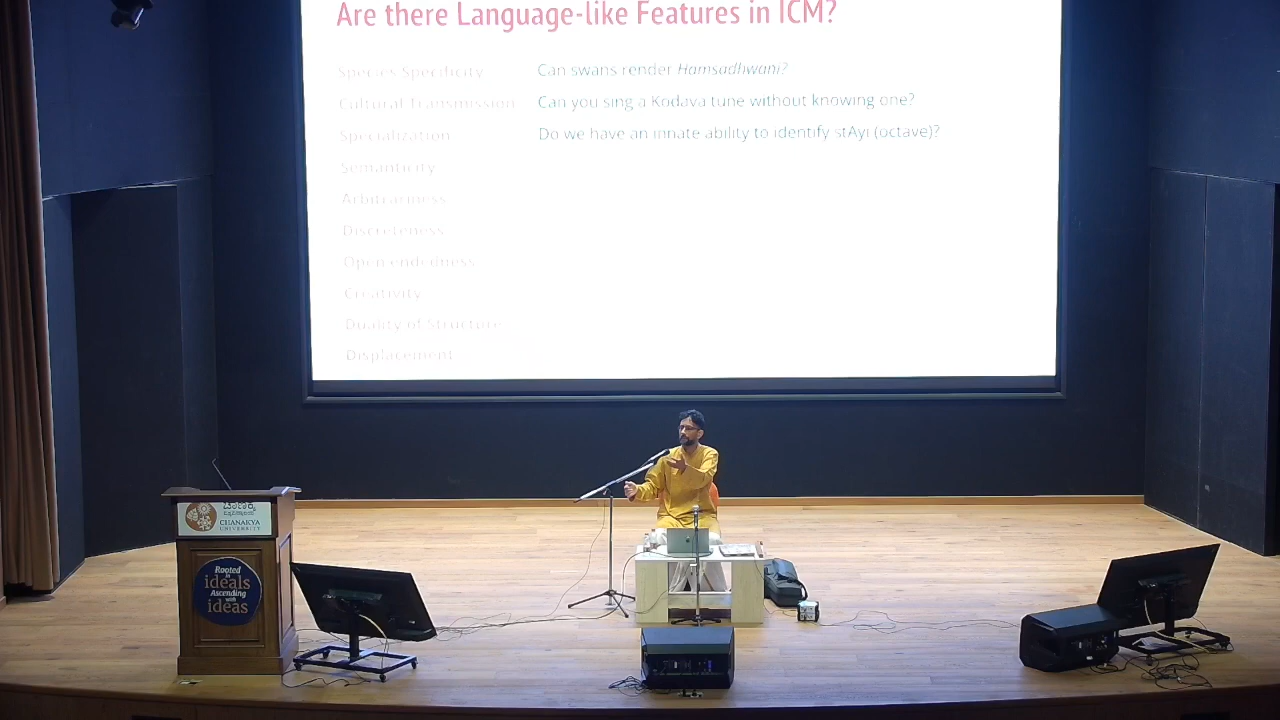 Are there Language-like Features in ICM?
Species Specificity Can swans render Hamsadhwani?
Cultural Transmission Can you sing a Kodava tune without knowing one?
Specialization Do we have an innate ability to identify stAyi (octave)?
Semanticity
Arbitrariness
Discreteness
Open endedness
Creativity
Duality of Structure
Displacement
CHANAKYA
UNIVERSITY
Rooted
in
ideals
Ascending
with
ideas